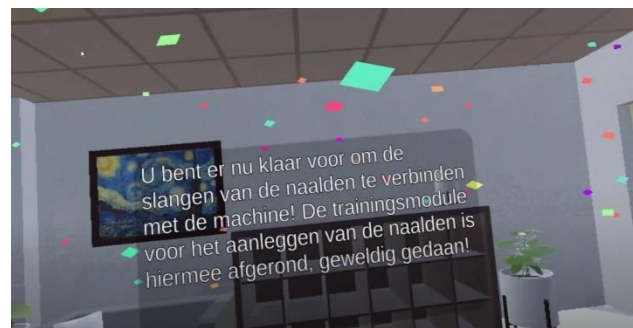 U bent er nu klaar voor om de
slangen van de naalden te verbinden
met de machine! De trainingsmodule
voor het aanleggen van de naalden is
hiermee afgerond, geweldig gedaan!